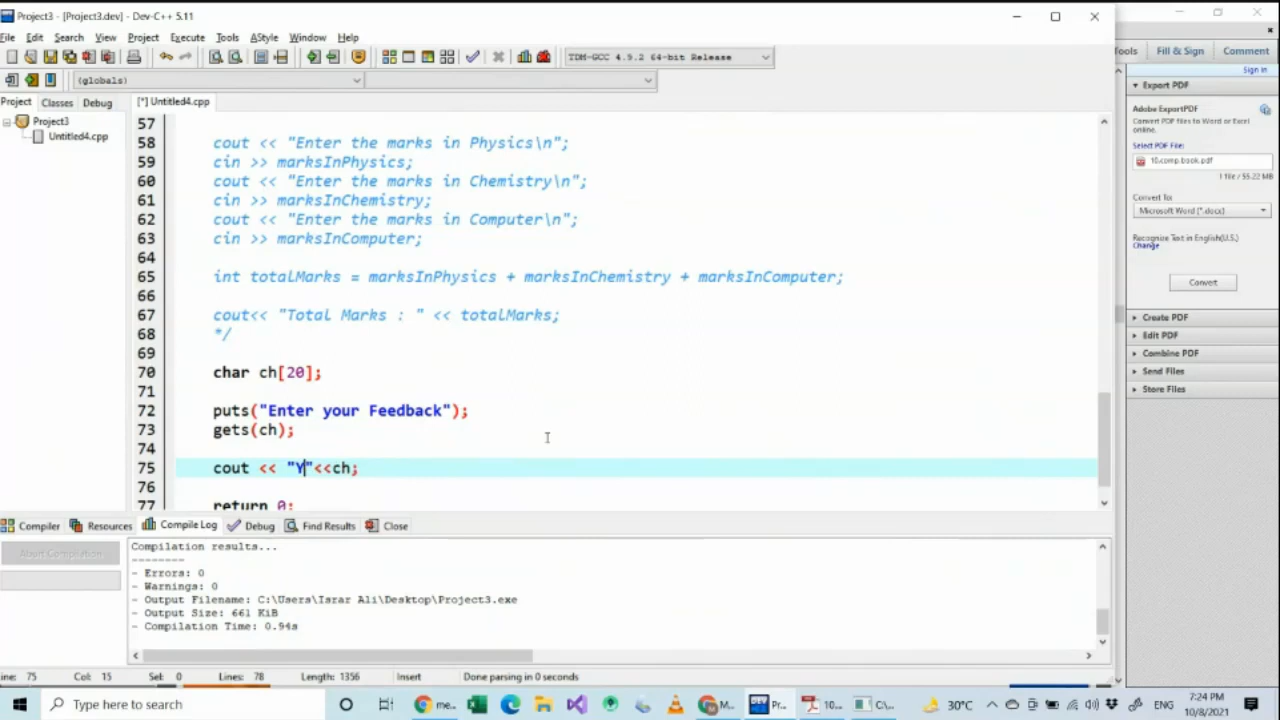 Project3 - [Project3.dev] - Dev-C++ 5.11
File Edit Search View Project Execute Tools AStyle Window Help
TDM-GCC 4.9.2 64-bit Release
(globals)
Project Classes Debug
[*] Untitled4.cpp
Project3
Untitled4.cpp
57
58 cout << "Enter the marks in Physics\n";
59 cin >> marksInPhysics;
60 cout << "Enter the marks in Chemistry\n";
61 cin >> marksInChemistry;
62 cout << "Enter the marks in Computer\n";
63 cin >> marksInComputer;
64
65 int totalMarks = marksInPhysics + marksInChemistry + marksInComputer;
66
67 cout<< "Total Marks : " << totalMarks;
68 */
69
70 char ch[20];
71
72 puts("Enter your Feedback");
73 gets(ch);
74
75 cout << "Y"<<ch;
76
77 return 0;
Compiler Resources Compile Log Debug Find Results Close
Abort Compilation
Compilation results...
--------
- Errors: 0
- Warnings: 0
- Output Filename: C:\Users\Israr Ali\Desktop\Project3.exe
- Output Size: 661 KiB
- Compilation Time: 0.94s
ine: 75 Col: 15 Sel: 0 Lines: 78 Length: 1356 Insert Done parsing in 0 seconds
Tools Fill & Sign Comment
Sign In
Export PDF
Adobe ExportPDF
Convert PDF files to Word or Excel
online.
Select PDF File:
10.comp.book.pdf
1 file / 55.22 MB
Convert To:
Microsoft Word (*.docx)
Recognize Text in English(U.S.)
Change
Convert
Create PDF
Edit PDF
Combine PDF
Send Files
Store Files
Type here to search
me...
M...
Pr...
10...
C:\...
30°C
ENG
7:24 PM
10/8/2021